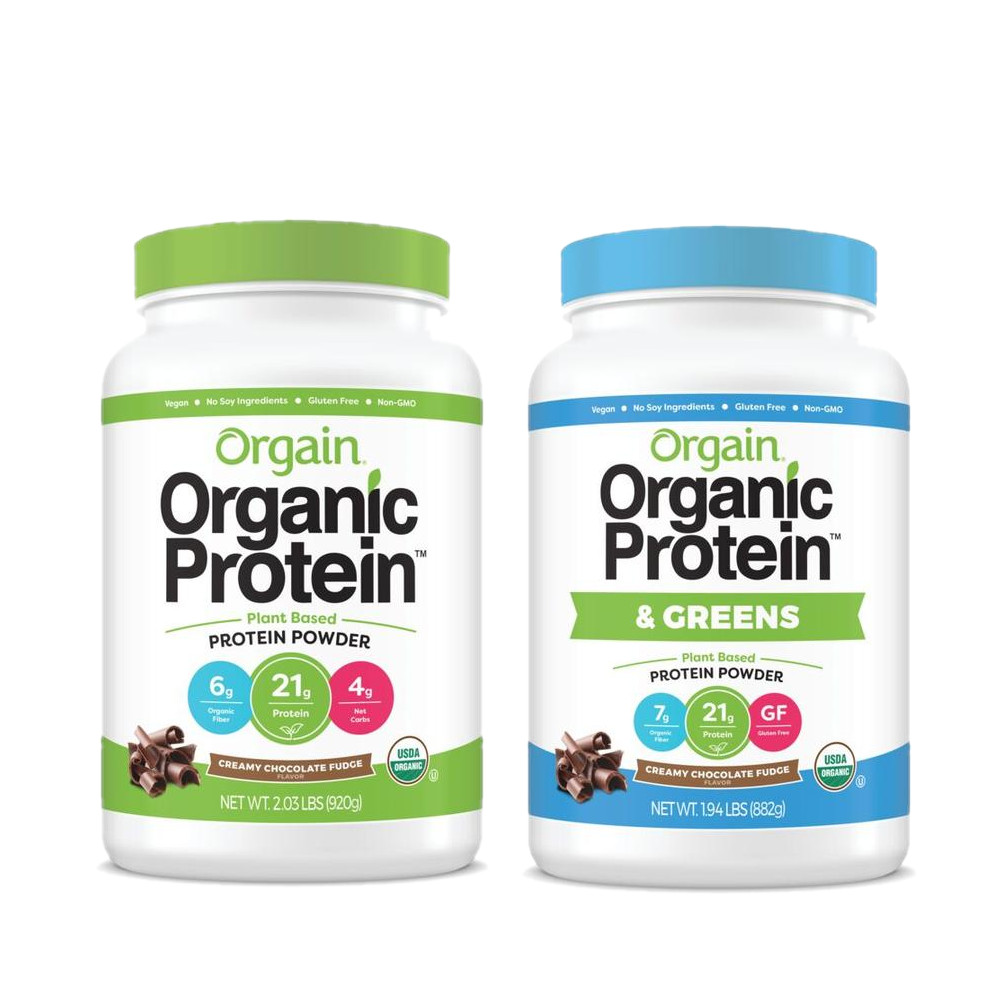 Vegan • No Soy Ingredients • Gluten Free • Non-GMO
Orgain®
Organic
Protein™
Plant Based
PROTEIN POWDER
6g
Organic
Fiber
21g
Protein
4g
Net
Carbs
CREAMY CHOCOLATE FUDGE
FLAVOR
USDA
ORGANIC
U
NET WT. 2.03 LBS (920g)
Vegan • No Soy Ingredients • Gluten Free • Non-GMO
Orgain®
Organic
Protein™
& GREENS
Plant Based
PROTEIN POWDER
7g
Organic
Fiber
21g
Protein
GF
Gluten Free
CREAMY CHOCOLATE FUDGE
FLAVOR
USDA
ORGANIC
U
NET WT. 1.94 LBS (882g)